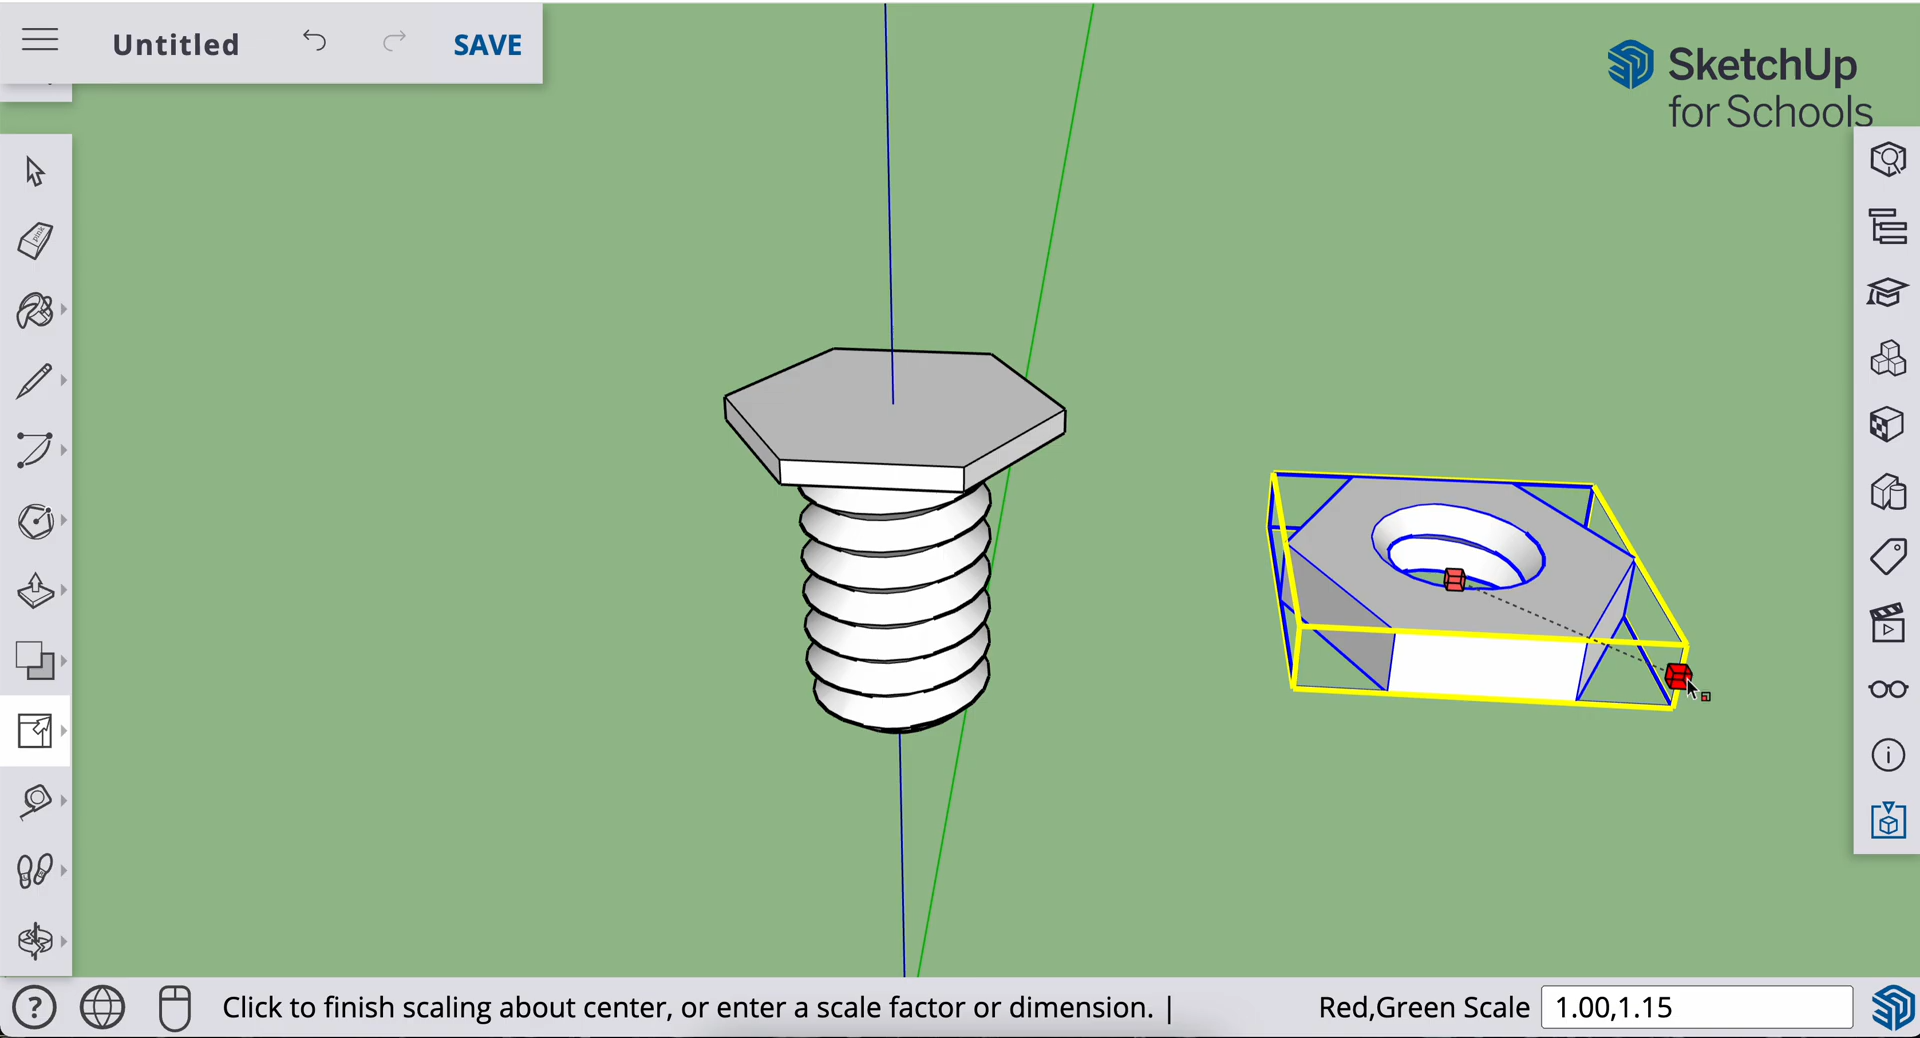 Untitled
SAVE
SketchUp
for Schools
Click to finish scaling about center, or enter a scale factor or dimension. |
Red,Green Scale
1.00,1.15